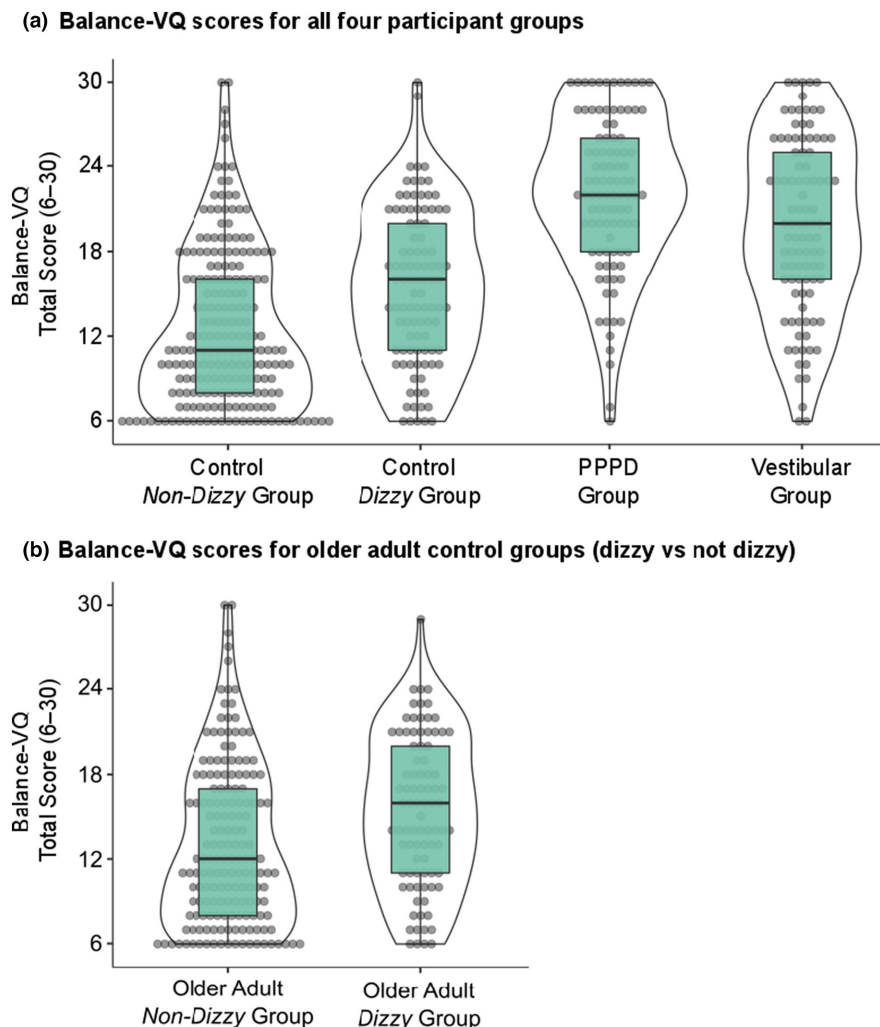 (a) Balance-VQ scores for all four participant groups
Balance-VQ
Total Score (6–30)
30
24
18
12
6
Control
Non-Dizzy Group
Control
Dizzy Group
PPPD
Group
Vestibular
Group
(b) Balance-VQ scores for older adult control groups (dizzy vs not dizzy)
Balance-VQ
Total Score (6–30)
30
24
18
12
6
Older Adult
Non-Dizzy Group
Older Adult
Dizzy Group